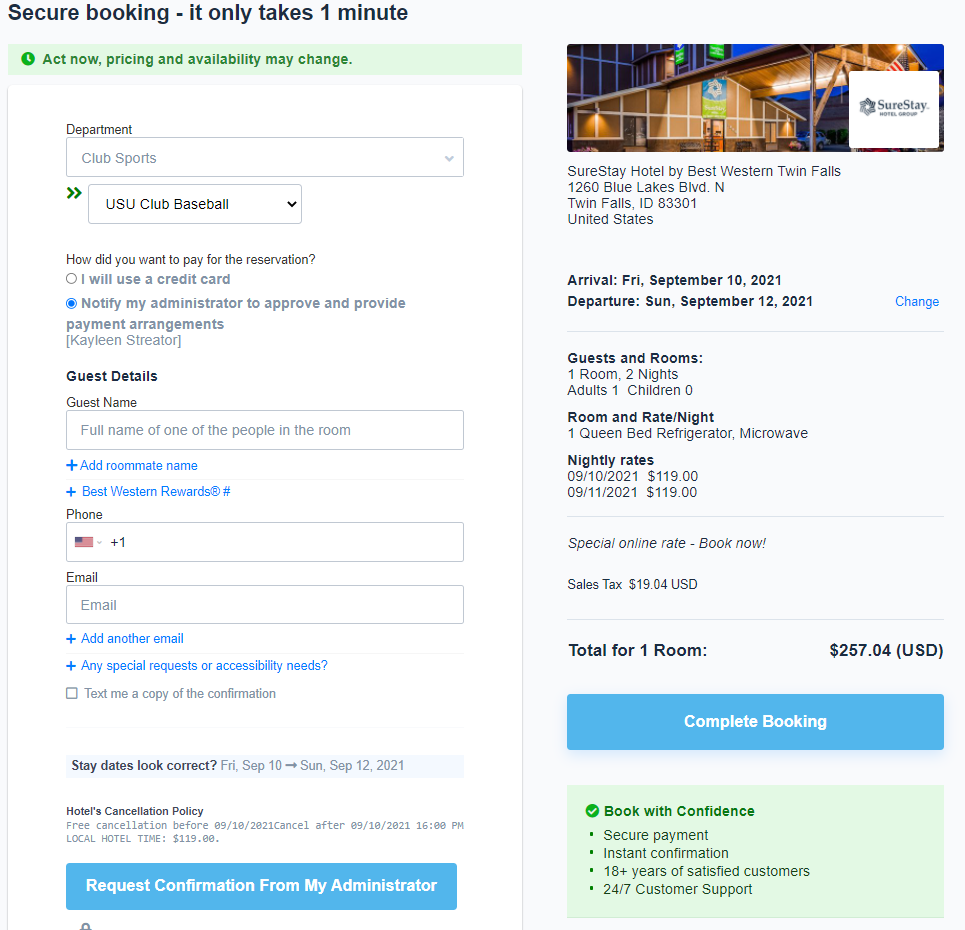 Secure booking - it only takes 1 minute
Act now, pricing and availability may change.
Department
Club Sports
USU Club Baseball
How did you want to pay for the reservation?
I will use a credit card
Notify my administrator to approve and provide
payment arrangements
[Kayleen Streator]
Guest Details
Guest Name
Full name of one of the people in the room
+ Add roommate name
+ Best Western Rewards® #
Phone
+1
Email
Email
+ Add another email
+ Any special requests or accessibility needs?
Text me a copy of the confirmation
Stay dates look correct? Fri, Sep 10 → Sun, Sep 12, 2021
Hotel's Cancellation Policy
Free cancellation before 09/10/2021Cancel after 09/10/2021 16:00 PM
LOCAL HOTEL TIME: $119.00.
Request Confirmation From My Administrator
SureStay
HOTEL GROUP
SureStay Hotel by Best Western Twin Falls
1260 Blue Lakes Blvd. N
Twin Falls, ID 83301
United States
Arrival: Fri, September 10, 2021
Departure: Sun, September 12, 2021
Change
Guests and Rooms:
1 Room, 2 Nights
Adults 1 Children 0
Room and Rate/Night
1 Queen Bed Refrigerator, Microwave
Nightly rates
09/10/2021 $119.00
09/11/2021 $119.00
Special online rate - Book now!
Sales Tax $19.04 USD
Total for 1 Room: $257.04 (USD)
Complete Booking
Book with Confidence
• Secure payment
• Instant confirmation
• 18+ years of satisfied customers
• 24/7 Customer Support